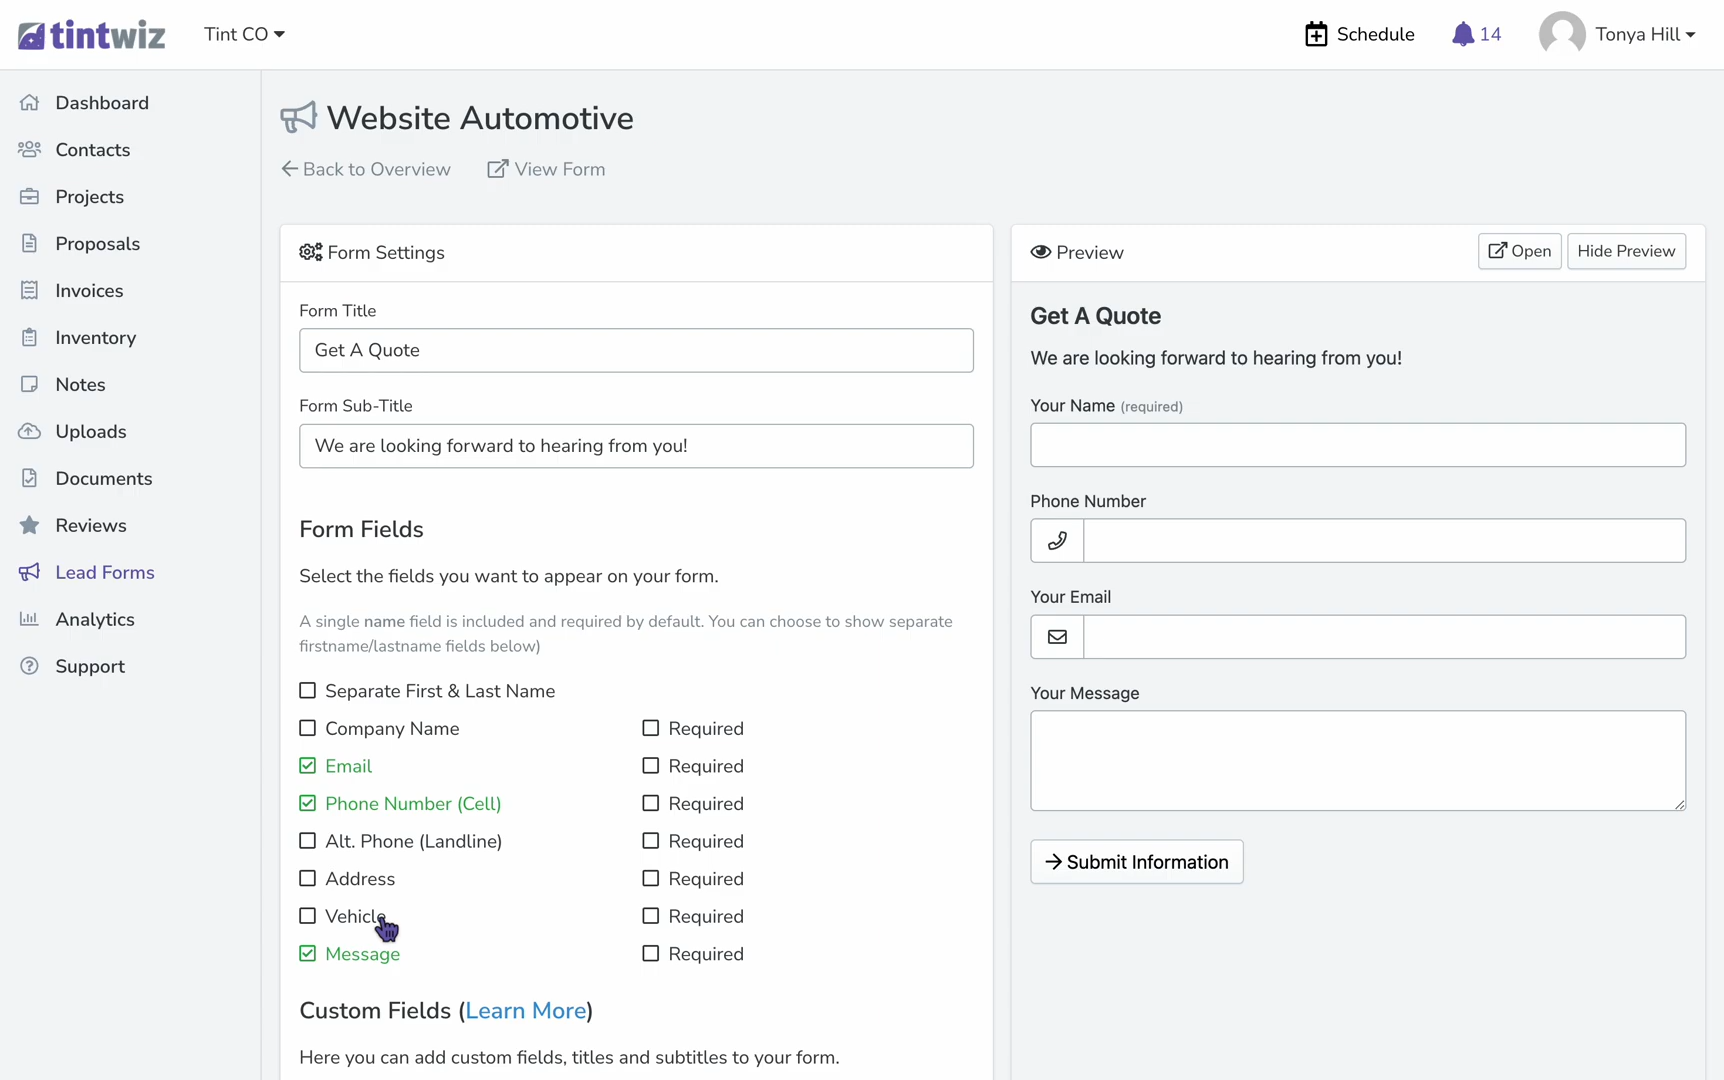 tintwiz
Tint CO
Schedule
14
Tonya Hill
Dashboard
Contacts
Projects
Proposals
Invoices
Inventory
Notes
Uploads
Documents
Reviews
Lead Forms
Analytics
Support
Website Automotive
Back to Overview
View Form
Form Settings
Form Title
Get A Quote
Form Sub-Title
We are looking forward to hearing from you!
Form Fields
Select the fields you want to appear on your form.
A single name field is included and required by default. You can choose to show separate
firstname/lastname fields below)
Separate First & Last Name
Company Name
Required
Email
Required
Phone Number (Cell)
Required
Alt. Phone (Landline)
Required
Address
Required
Vehicle
Required
Message
Required
Custom Fields (Learn More)
Here you can add custom fields, titles and subtitles to your form.
Preview
Open
Hide Preview
Get A Quote
We are looking forward to hearing from you!
Your Name (required)
Phone Number
Your Email
Your Message
Submit Information